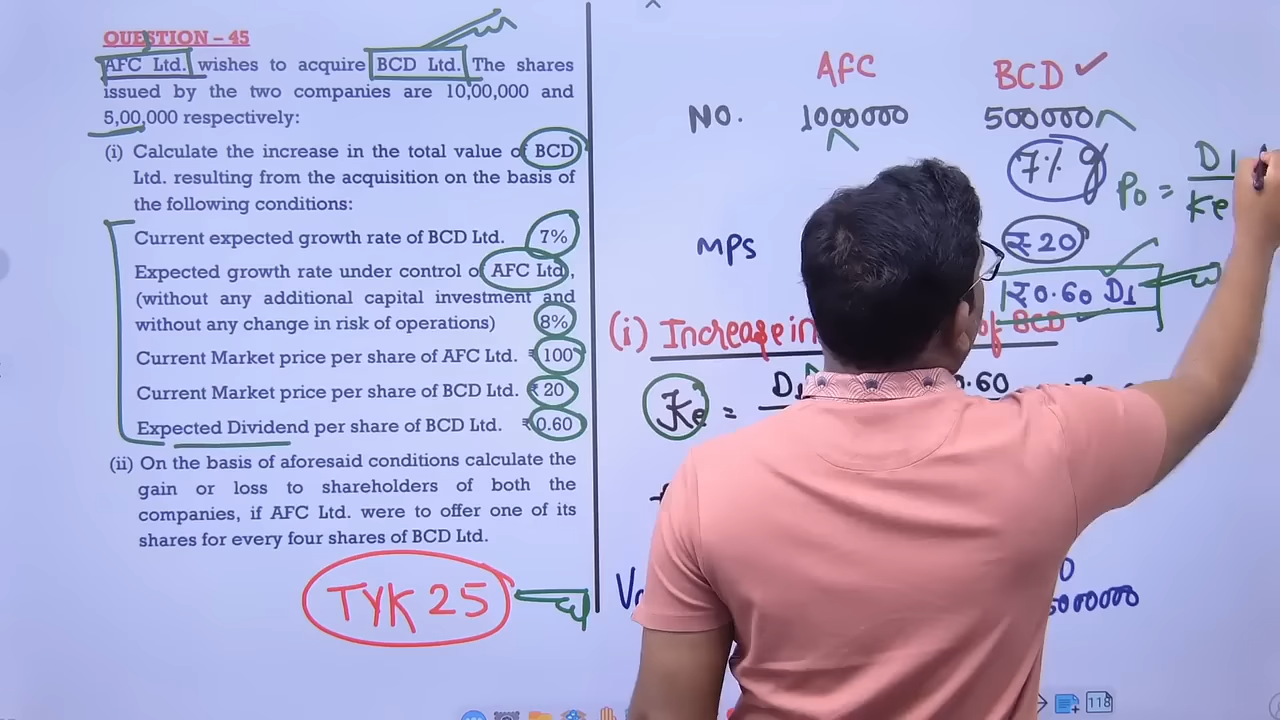 QUESTION – 45
AFC Ltd. wishes to acquire BCD Ltd. The shares
issued by the two companies are 10,00,000 and
5,00,000 respectively:
(i) Calculate the increase in the total value of BCD
Ltd. resulting from the acquisition on the basis of
the following conditions:
Current expected growth rate of BCD Ltd. 7%
Expected growth rate under control of AFC Ltd.,
(without any additional capital investment and
without any change in risk of operations) 8%
Current Market price per share of AFC Ltd. ₹ 100
Current Market price per share of BCD Ltd. ₹ 20
Expected Dividend per share of BCD Ltd. ₹ 0.60
(ii) On the basis of aforesaid conditions calculate the
gain or loss to shareholders of both the
companies, if AFC Ltd. were to offer one of its
shares for every four shares of BCD Ltd.
TYK 25
AFC BCD ✓
NO. 1000000 500000
7% g
P0 = D1
Ke
MPS ₹20
₹0.60 D1
(i) Increase in of BCD
Ke = D1 0.60
118